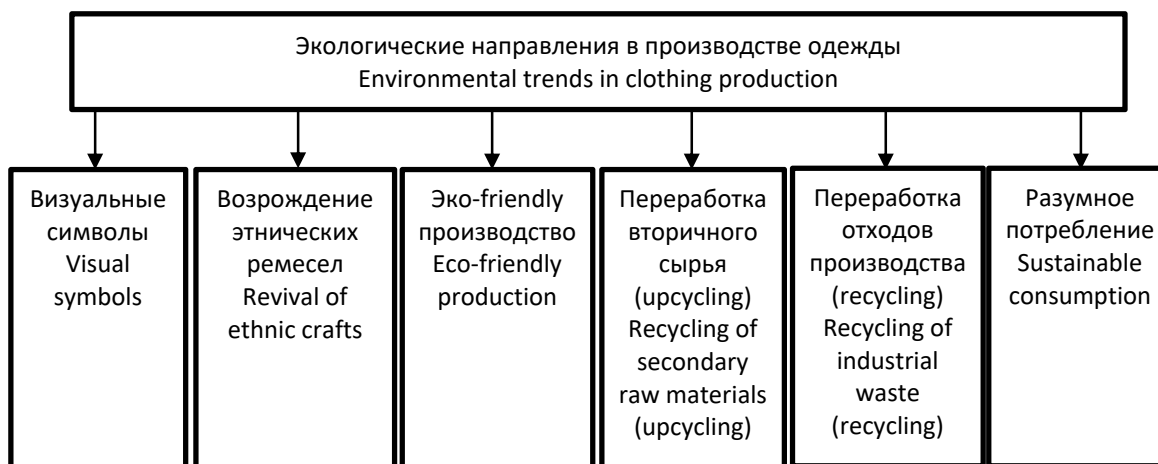 Экологические направления в производстве одежды
Environmental trends in clothing production
Визуальные
символы
Visual
symbols
Возрождение
этнических
ремесел
Revival of
ethnic crafts
Эко-friendly
производство
Eco-friendly
production
Переработка
вторичного
сырья
(upcycling)
Recycling of
secondary
raw materials
(upcycling)
Переработка
отходов
производства
(recycling)
Recycling of
industrial
waste
(recycling)
Разумное
потребление
Sustainable
consumption